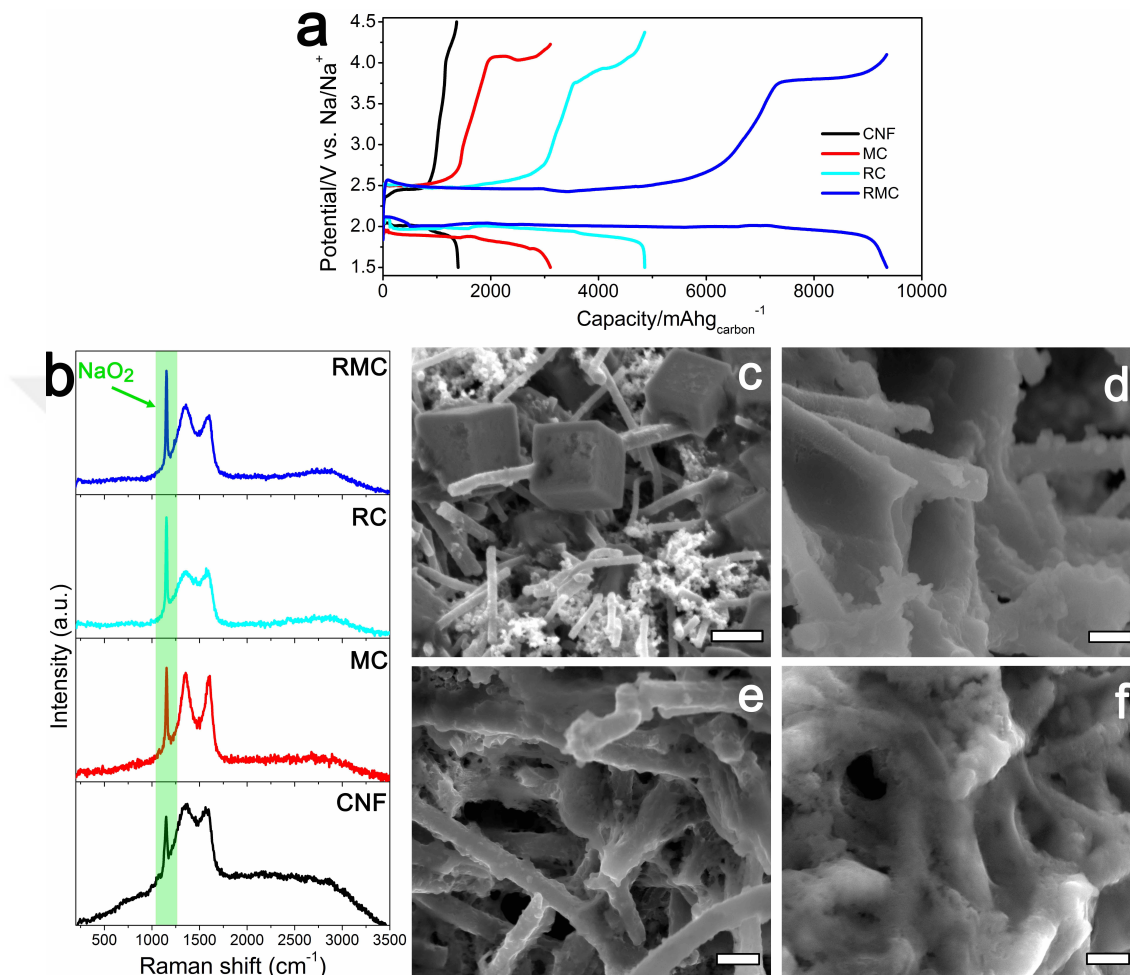 a
4.5
4.0
3.5
3.0
2.5
2.0
1.5
Potential/V vs. Na/Na⁺
CNF
MC
RC
RMC
0 2000 4000 6000 8000 10000
Capacity/mAhg_carbon⁻¹
b
NaO₂
RMC
RC
MC
CNF
Intensity (a.u.)
500 1000 1500 2000 2500 3000 3500
Raman shift (cm⁻¹)
c
d
e
f